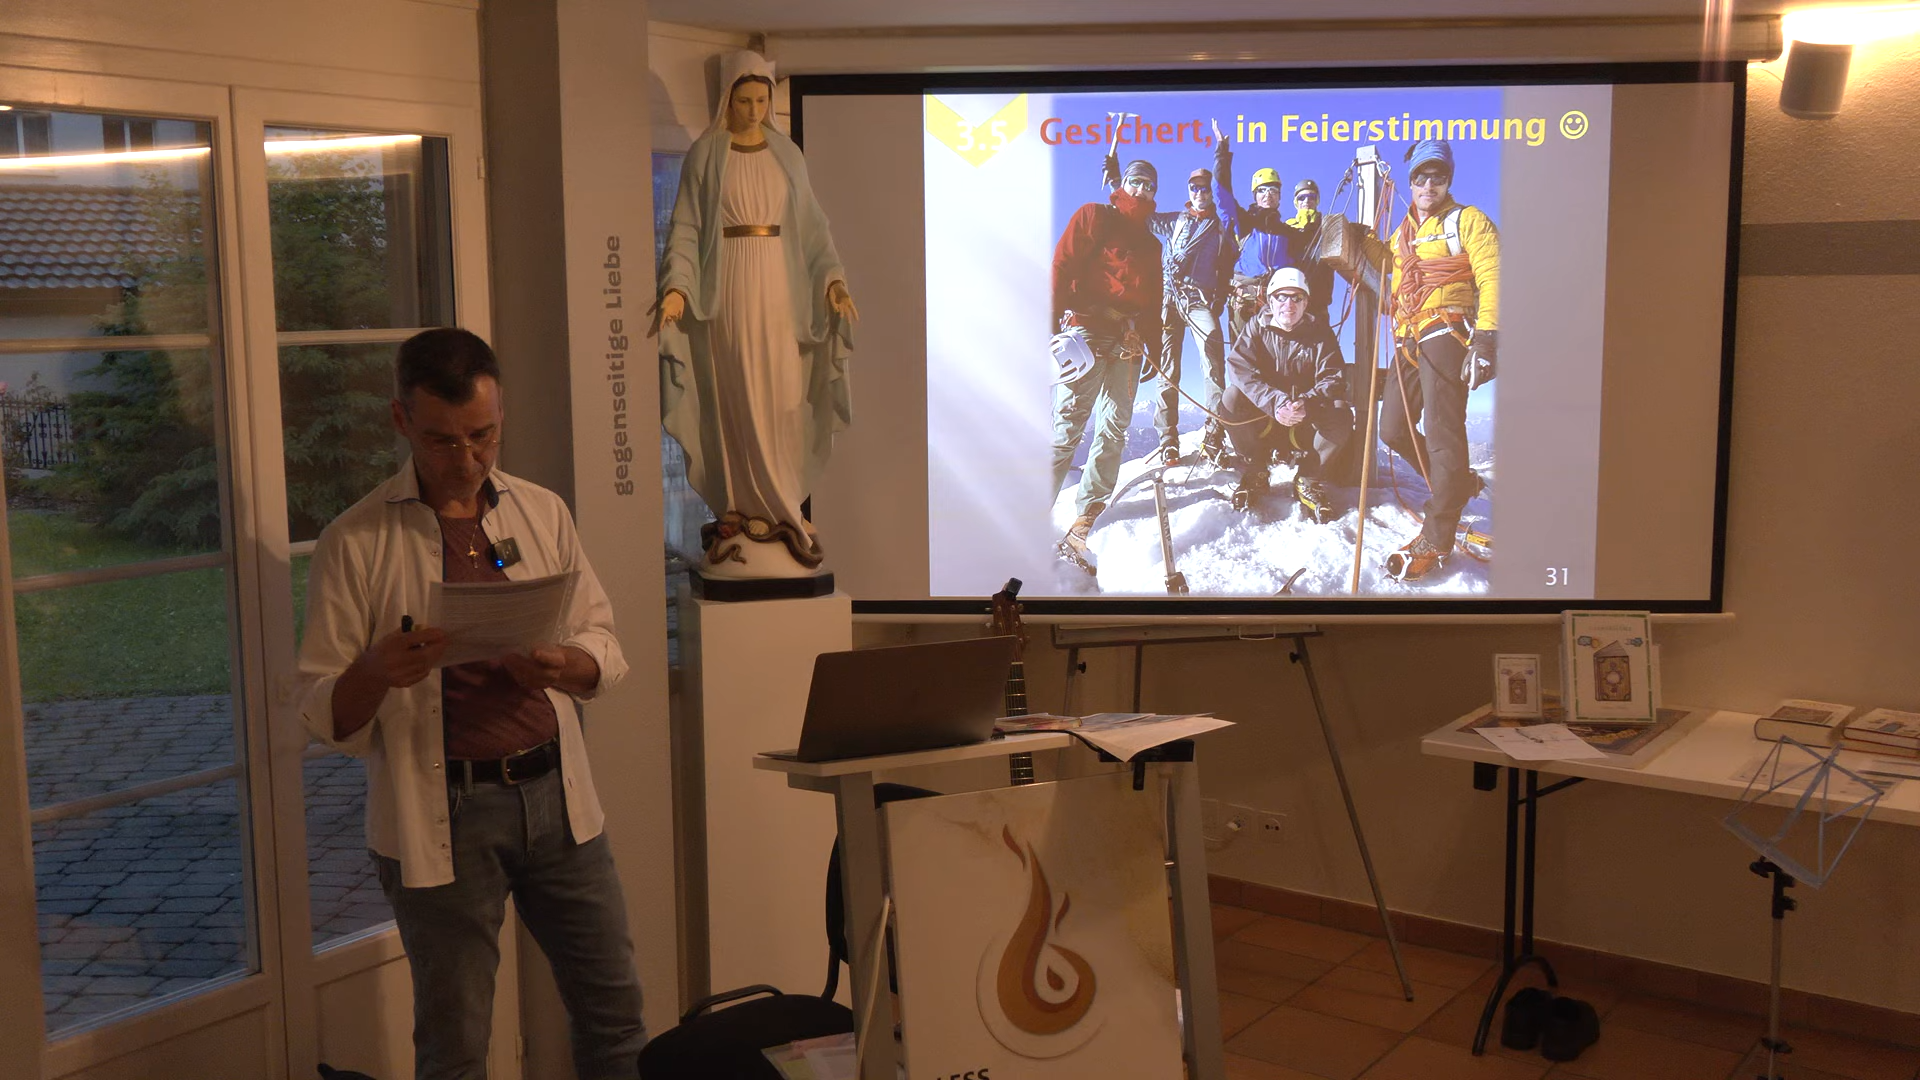 gegenseitige Liebe
3.5 Gesichert, in Feierstimmung ☺
31
LESS